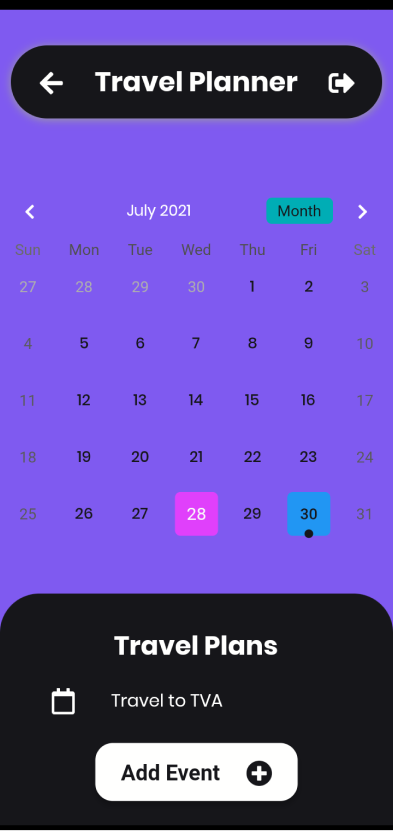 Travel Planner
July 2021 Month
Sun Mon Tue Wed Thu Fri Sat
27 28 29 30 1 2 3
4 5 6 7 8 9 10
11 12 13 14 15 16 17
18 19 20 21 22 23 24
25 26 27 28 29 30 31
Travel Plans
Travel to TVA
Add Event